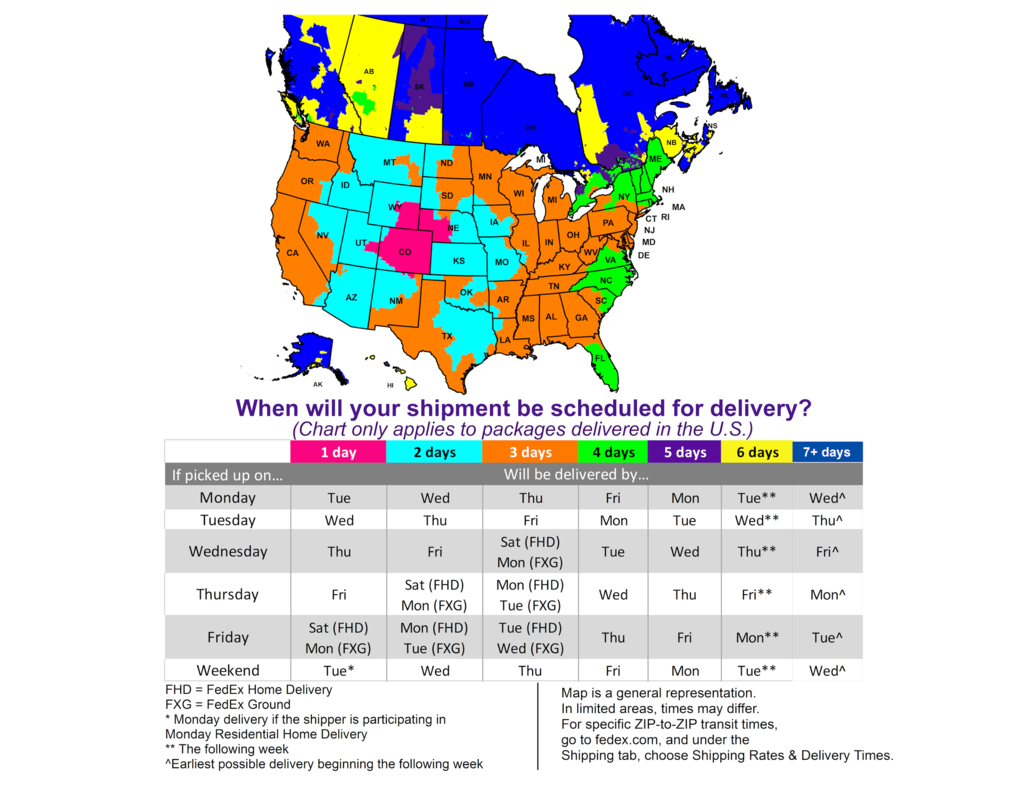 NT NU
AB
SK
MB
ON
QC
NL
NL
NS
NB
WA
MT
ND
MN
MI
ME
OR
ID
SD
WI
MI
NY
NH
MA
WY
NE
IA
PA
CT RI
NV
UT
CO
IL
IN
OH
NJ
MD
CA
KS
MO
WV
VA
DE
KY
AZ
NM
OK
AR
TN
NC
SC
MS
AL
GA
TX
LA
FL
AK
HI
When will your shipment be scheduled for delivery?
(Chart only applies to packages delivered in the U.S.)
1 day 2 days 3 days 4 days 5 days 6 days 7+ days
If picked up on... Will be delivered by...
Monday Tue Wed Thu Fri Mon Tue** Wed^
Tuesday Wed Thu Fri Mon Tue Wed** Thu^
Wednesday Thu Fri Sat (FHD) Tue Wed Thu** Fri^
Mon (FXG)
Thursday Fri Sat (FHD) Mon (FHD) Wed Thu Fri** Mon^
Mon (FXG) Tue (FXG)
Friday Sat (FHD) Mon (FHD) Tue (FHD) Thu Fri Mon** Tue^
Mon (FXG) Tue (FXG) Wed (FXG)
Weekend Tue* Wed Thu Fri Mon Tue** Wed^
FHD = FedEx Home Delivery
FXG = FedEx Ground
* Monday delivery if the shipper is participating in
Monday Residential Home Delivery
** The following week
^Earliest possible delivery beginning the following week
Map is a general representation.
In limited areas, times may differ.
For specific ZIP-to-ZIP transit times,
go to fedex.com, and under the
Shipping tab, choose Shipping Rates & Delivery Times.